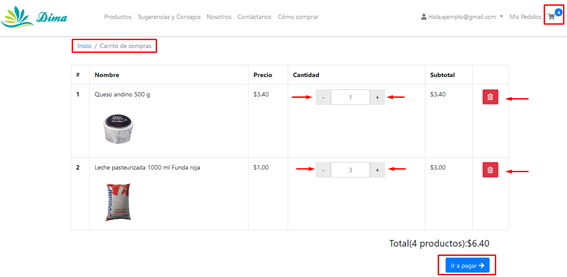 Dima
Productos Sugerencias y Consejos Nosotros Contáctanos Cómo comprar
Hola,ejemplo@gmail.com Mis Pedidos 4
Inicio / Carrito de compras
# Nombre Precio Cantidad Subtotal
1 Queso andino 500 g $3.40 - 1 + $3.40
2 Leche pasteurizada 1000 ml Funda roja $1.00 - 3 + $3.00
Total(4 productos):$6.40
Ir a pagar